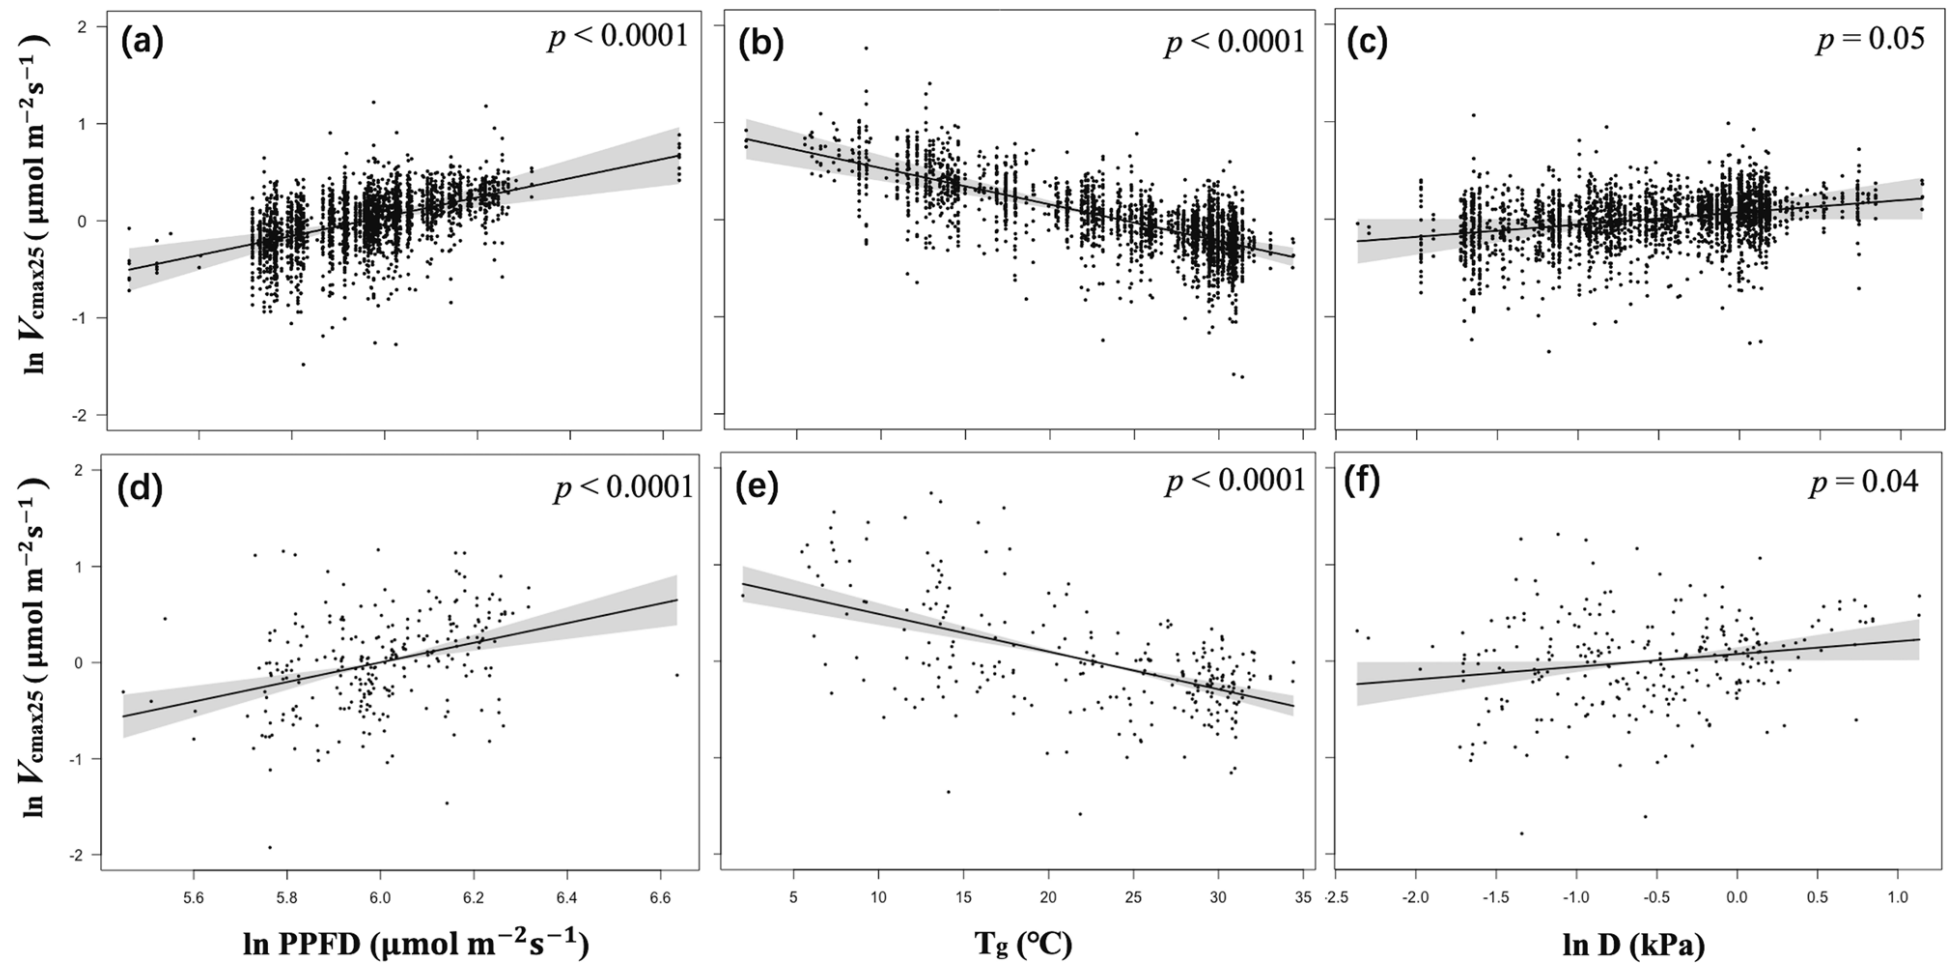 (a) p < 0.0001
(b) p < 0.0001
(c) p = 0.05
ln Vcmax25 ( μmol m⁻²s⁻¹ )
2
1
0
-1
-2
(d) p < 0.0001
(e) p < 0.0001
(f) p = 0.04
ln Vcmax25 ( μmol m⁻²s⁻¹ )
2
1
0
-1
-2
5.6 5.8 6.0 6.2 6.4 6.6
5 10 15 20 25 30 35
-2.5 -2.0 -1.5 -1.0 -0.5 0.0 0.5 1.0
ln PPFD (μmol m⁻²s⁻¹)
Tg (℃)
ln D (kPa)